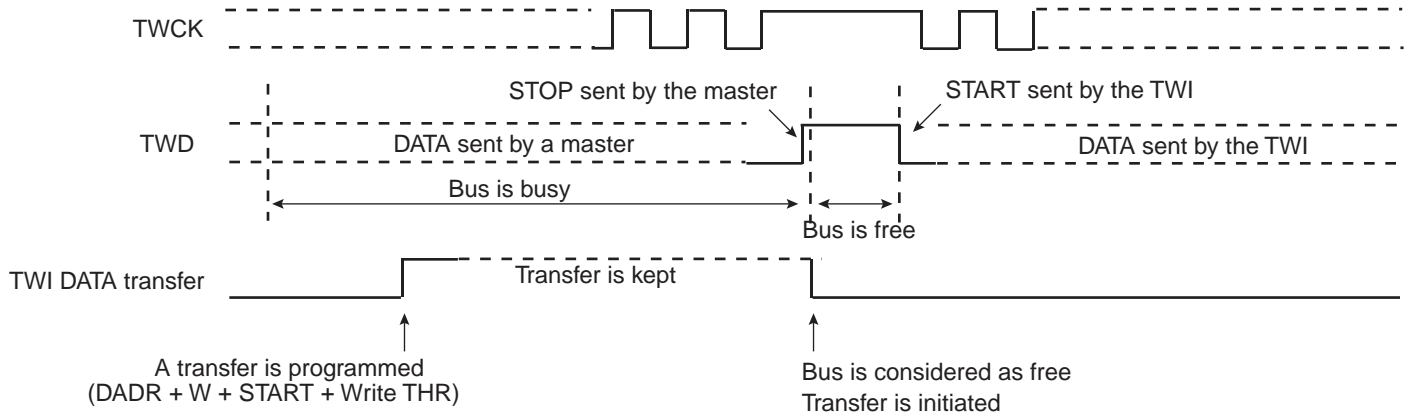 TWCK
STOP sent by the master
START sent by the TWI
TWD
DATA sent by a master
DATA sent by the TWI
Bus is busy
Bus is free
TWI DATA transfer
Transfer is kept
A transfer is programmed
(DADR + W + START + Write THR)
Bus is considered as free
Transfer is initiated